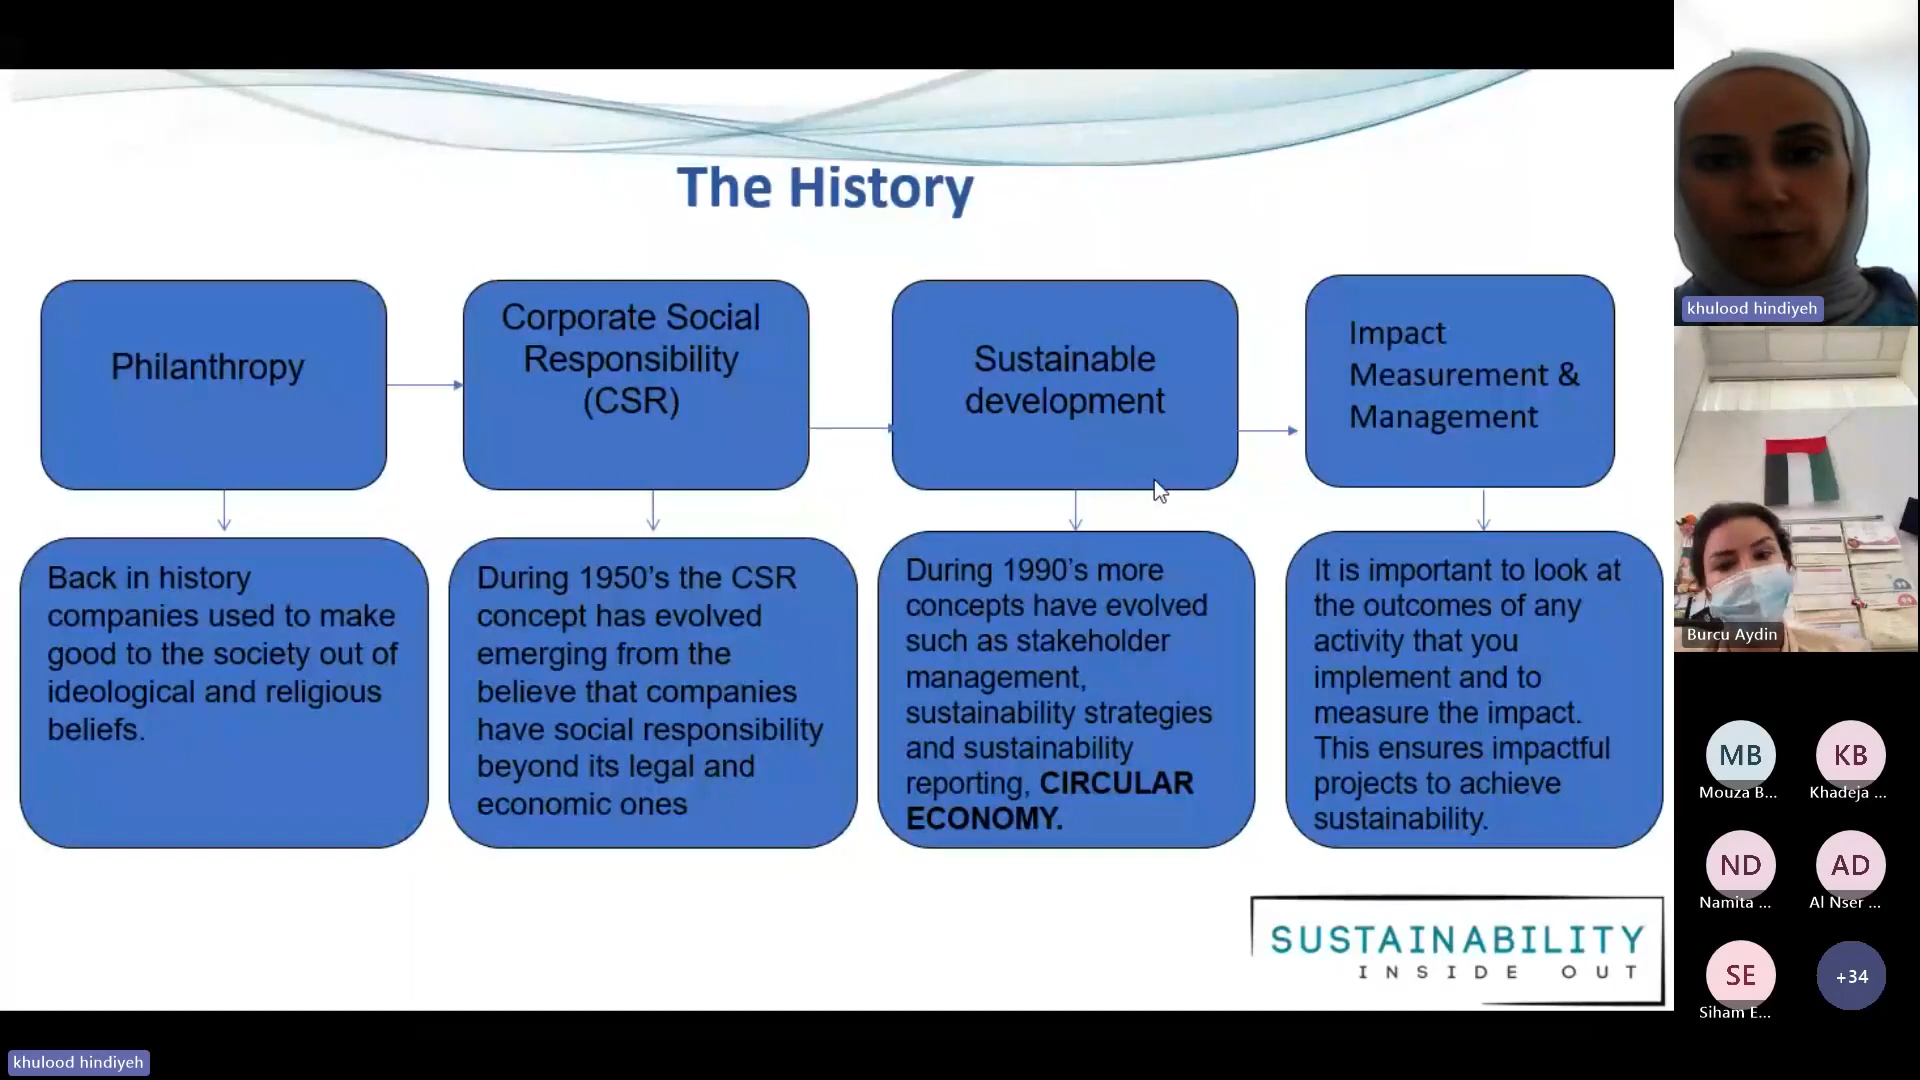 The History
Philanthropy
Corporate Social
Responsibility
(CSR)
Sustainable
development
Impact
Measurement &
Management
Back in history
companies used to make
good to the society out of
ideological and religious
beliefs.
During 1950's the CSR
concept has evolved
emerging from the
believe that companies
have social responsibility
beyond its legal and
economic ones
During 1990's more
concepts have evolved
such as stakeholder
management,
sustainability strategies
and sustainability
reporting, CIRCULAR
ECONOMY.
It is important to look at
the outcomes of any
activity that you
implement and to
measure the impact.
This ensures impactful
projects to achieve
sustainability.
SUSTAINABILITY
INSIDE OUT
khulood hindiyeh
khulood hindiyeh
Burcu Aydin
MB
Mouza B...
KB
Khadeja ...
ND
Namita ...
AD
Al Nser ...
SE
Siham E...
+34